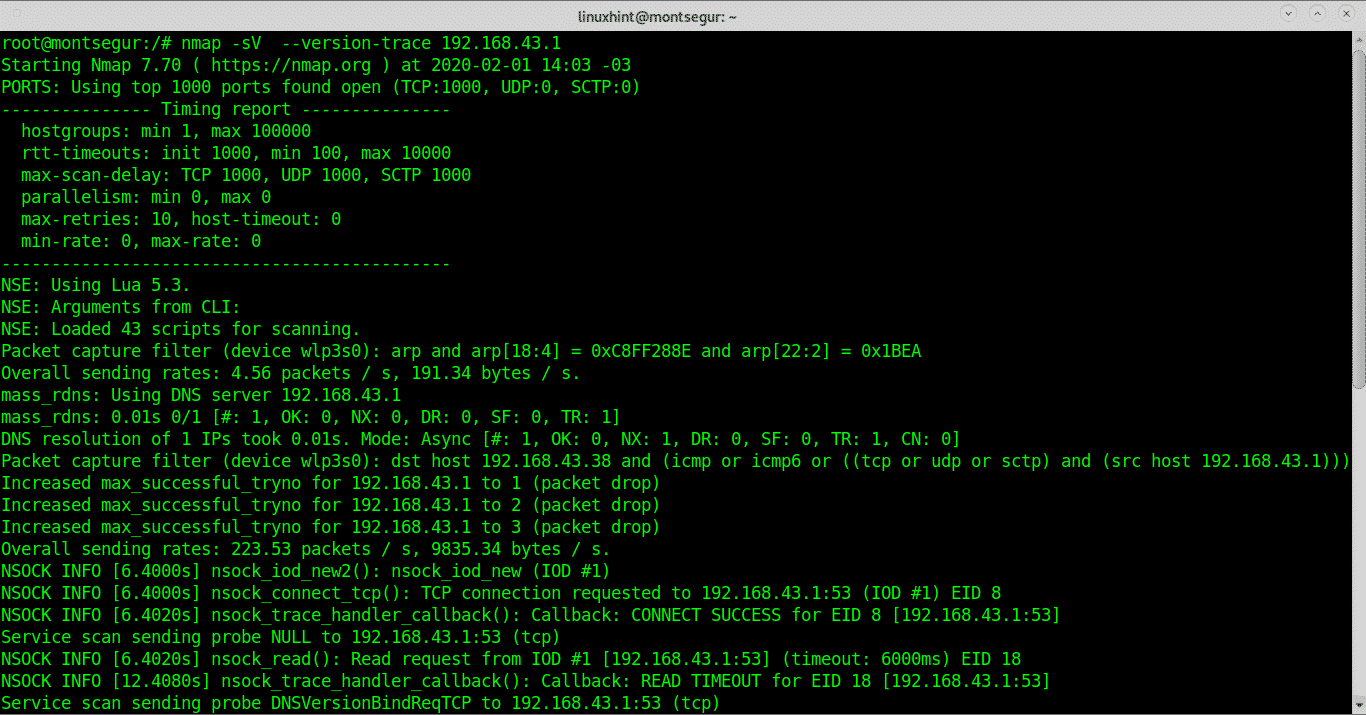 linuxhint@montsegur: ~
root@montsegur:/# nmap -sV  --version-trace 192.168.43.1
Starting Nmap 7.70 ( https://nmap.org ) at 2020-02-01 14:03 -03
PORTS: Using top 1000 ports found open (TCP:1000, UDP:0, SCTP:0)
--------------- Timing report ---------------
  hostgroups: min 1, max 100000
  rtt-timeouts: init 1000, min 100, max 10000
  max-scan-delay: TCP 1000, UDP 1000, SCTP 1000
  parallelism: min 0, max 0
  max-retries: 10, host-timeout: 0
  min-rate: 0, max-rate: 0
---------------------------------------------
NSE: Using Lua 5.3.
NSE: Arguments from CLI:
NSE: Loaded 43 scripts for scanning.
Packet capture filter (device wlp3s0): arp and arp[18:4] = 0xC8FF288E and arp[22:2] = 0x1BEA
Overall sending rates: 4.56 packets / s, 191.34 bytes / s.
mass_rdns: Using DNS server 192.168.43.1
mass_rdns: 0.01s 0/1 [#: 1, OK: 0, NX: 0, DR: 0, SF: 0, TR: 1]
DNS resolution of 1 IPs took 0.01s. Mode: Async [#: 1, OK: 0, NX: 1, DR: 0, SF: 0, TR: 1, CN: 0]
Packet capture filter (device wlp3s0): dst host 192.168.43.38 and (icmp or icmp6 or ((tcp or udp or sctp) and (src host 192.168.43.1)))
Increased max_successful_tryno for 192.168.43.1 to 1 (packet drop)
Increased max_successful_tryno for 192.168.43.1 to 2 (packet drop)
Increased max_successful_tryno for 192.168.43.1 to 3 (packet drop)
Overall sending rates: 223.53 packets / s, 9835.34 bytes / s.
NSOCK INFO [6.4000s] nsock_iod_new2(): nsock_iod_new (IOD #1)
NSOCK INFO [6.4000s] nsock_connect_tcp(): TCP connection requested to 192.168.43.1:53 (IOD #1) EID 8
NSOCK INFO [6.4020s] nsock_trace_handler_callback(): Callback: CONNECT SUCCESS for EID 8 [192.168.43.1:53]
Service scan sending probe NULL to 192.168.43.1:53 (tcp)
NSOCK INFO [6.4020s] nsock_read(): Read request from IOD #1 [192.168.43.1:53] (timeout: 6000ms) EID 18
NSOCK INFO [12.4080s] nsock_trace_handler_callback(): Callback: READ TIMEOUT for EID 18 [192.168.43.1:53]
Service scan sending probe DNSVersionBindReqTCP to 192.168.43.1:53 (tcp)